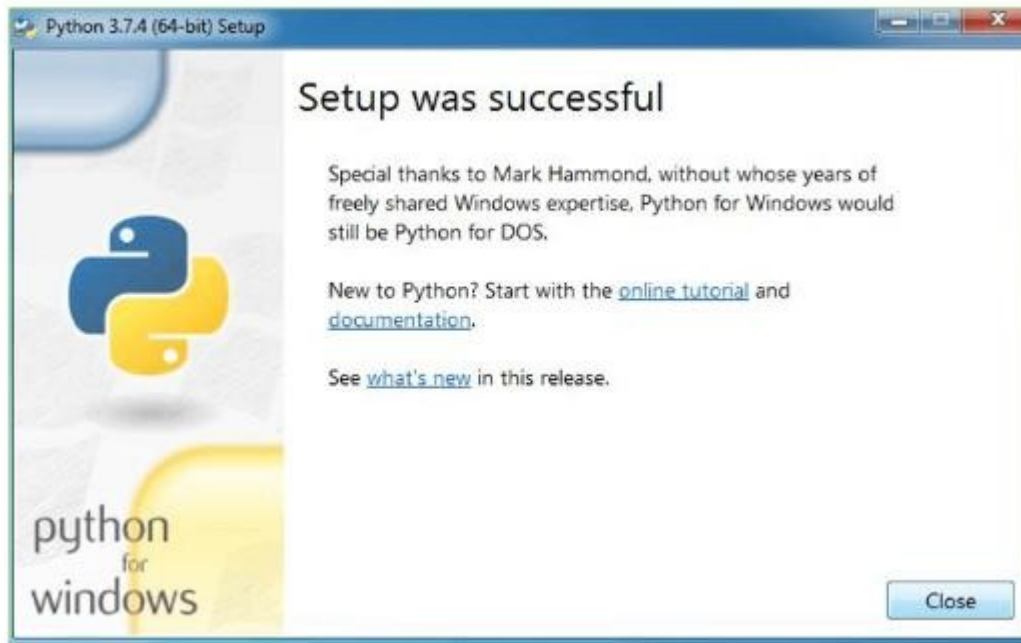 Python 3.7.4 (64-bit) Setup
Setup was successful
Special thanks to Mark Hammond, without whose years of
freely shared Windows expertise, Python for Windows would
still be Python for DOS.
New to Python? Start with the online tutorial and
documentation.
See what's new in this release.
python
for
windows
Close